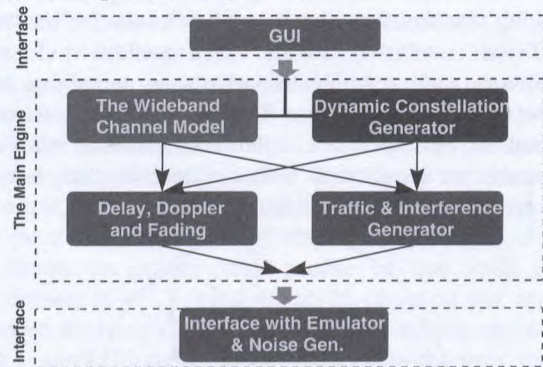 Interface
GUI
The Main Engine
The Wideband
Channel Model
Dynamic Constellation
Generator
Delay, Doppler
and Fading
Traffic & Interference
Generator
Interface
Interface with Emulator
& Noise Gen.